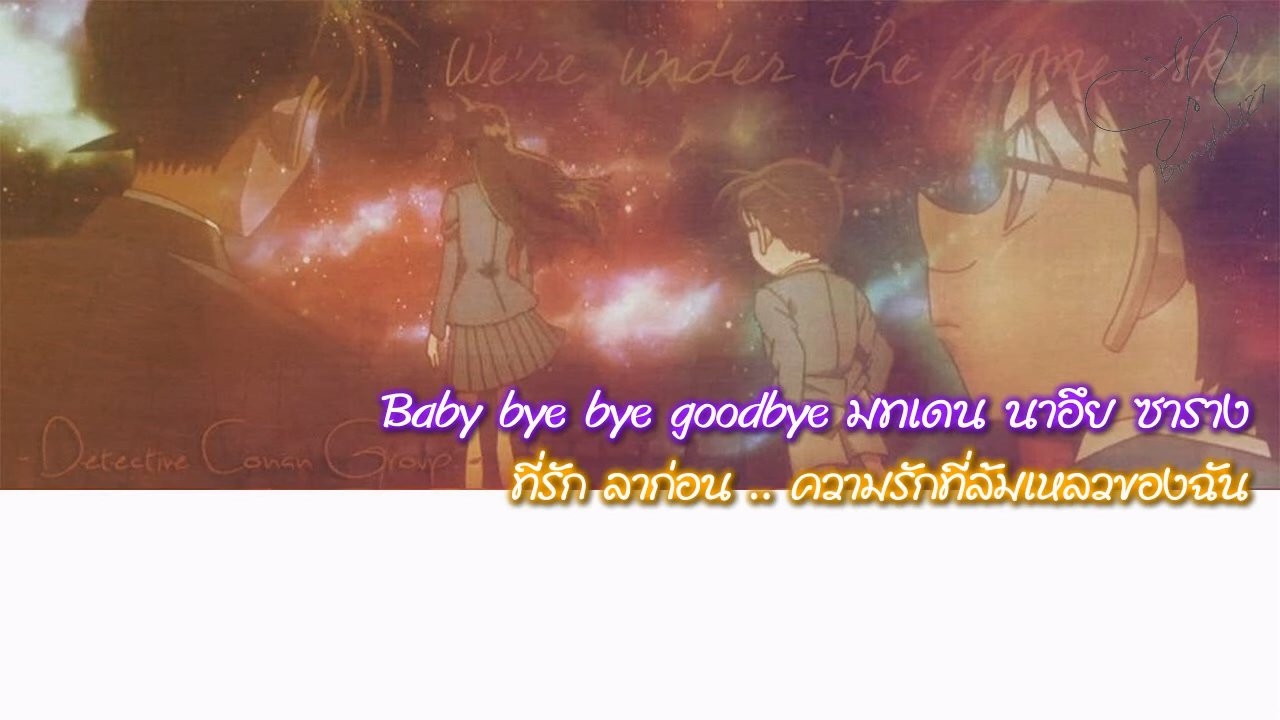 We're under the same sky
Baby bye bye goodbye มทเดน นาอึย ซาราง
- Detective Conan Group -
ที่รัก ลาก่อน .. ความรักที่ล้มเหลวของฉัน